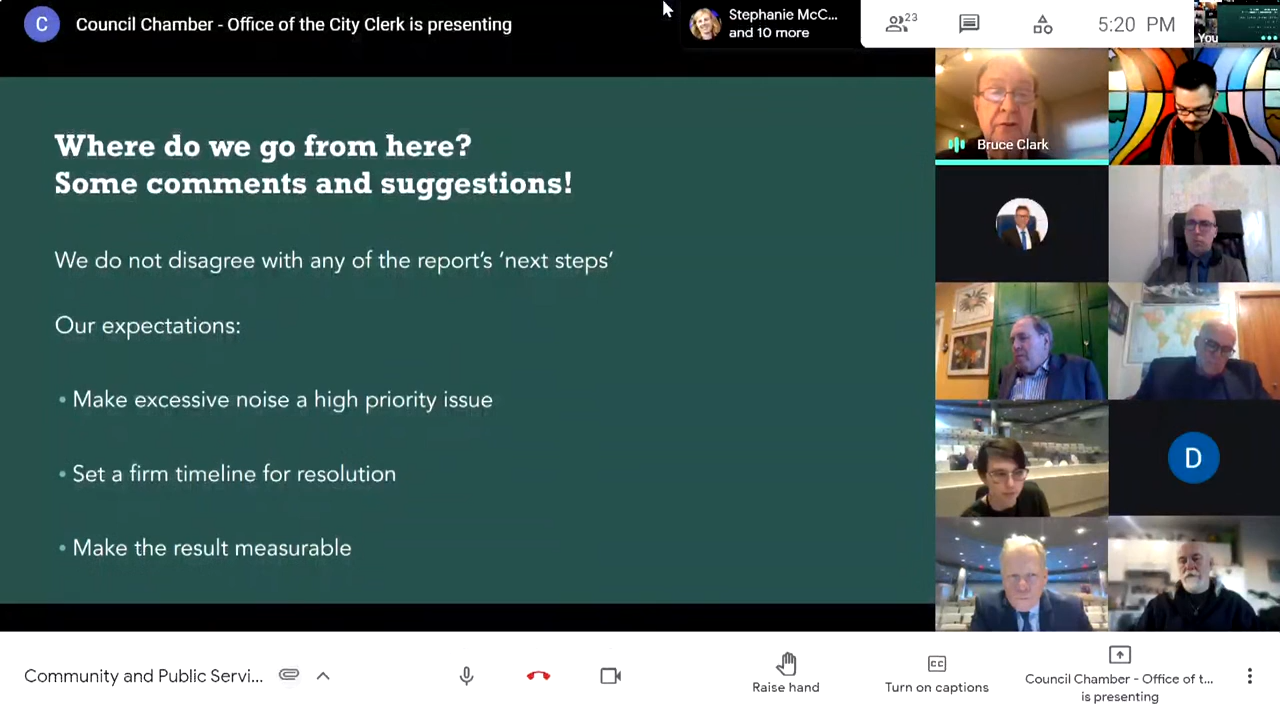 C
Council Chamber - Office of the City Clerk is presenting
Stephanie McC...
and 10 more
23
5:20 PM
You
Where do we go from here?
Some comments and suggestions!
We do not disagree with any of the report's 'next steps'
Our expectations:
• Make excessive noise a high priority issue
• Set a firm timeline for resolution
• Make the result measurable
Bruce Clark
D
Community and Public Servi...
Raise hand
CC
Turn on captions
Council Chamber - Office of t...
is presenting